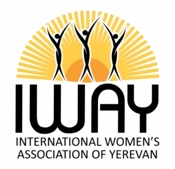 IWAY
INTERNATIONAL WOMEN'S
ASSOCIATION OF YEREVAN